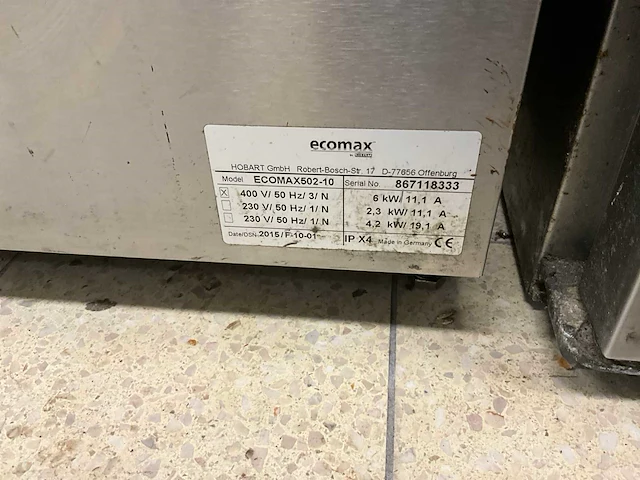 ecomax
by HOBART
HOBART GmbH Robert-Bosch-Str. 17 D-77656 Offenburg
Model ECOMAX502-10 Serial No. 867118333
X 400 V/ 50 Hz/ 3/ N 6 kW/ 11,1 A
230 V/ 50 Hz/ 1/ N 2,3 kW/ 11,1 A
230 V/ 50 Hz/ 1/ N 4,2 kW/ 19,1 A
Date/DSN 2015/F-10-01 IP X4 Made in Germany CE